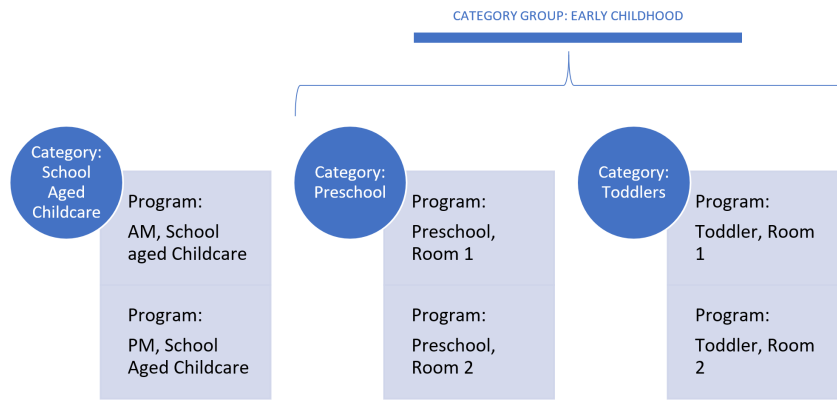 CATEGORY GROUP: EARLY CHILDHOOD
Category:
School
Aged
Childcare
Program:
AM, School
aged Childcare
Program:
PM, School
Aged Childcare
Category:
Preschool
Program:
Preschool,
Room 1
Program:
Preschool,
Room 2
Category:
Toddlers
Program:
Toddler, Room
1
Program:
Toddler, Room
2